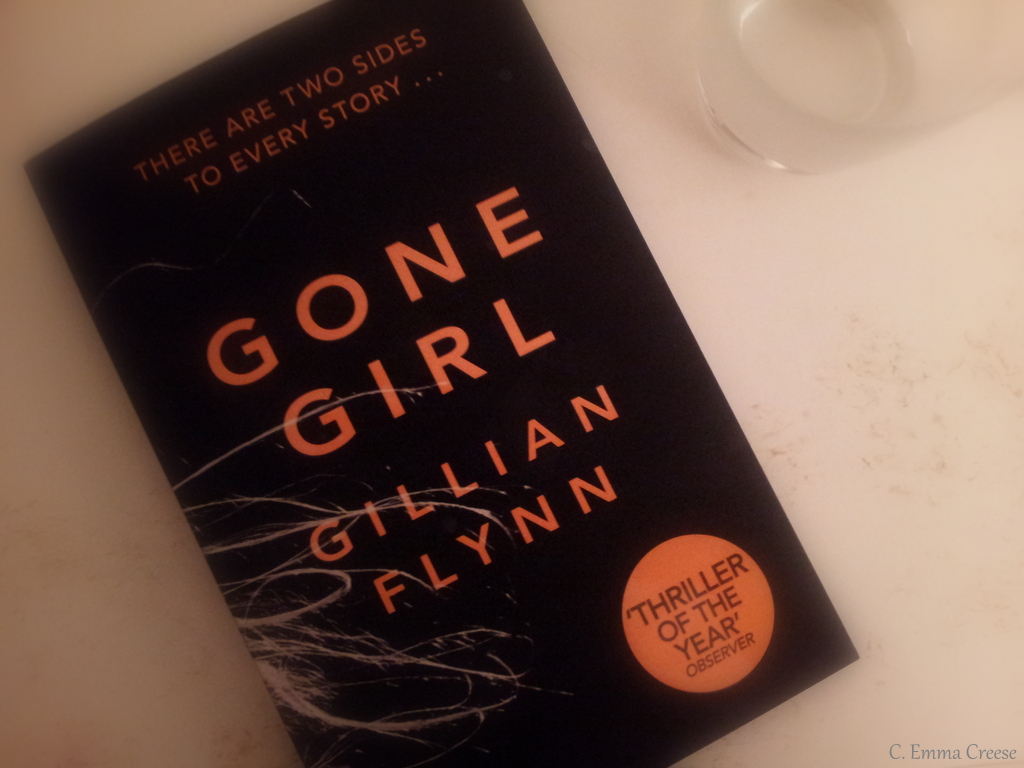 THERE ARE TWO SIDES
TO EVERY STORY ...
GONE
GIRL
GILLIAN
FLYNN
'THRILLER
OF THE
YEAR'
OBSERVER
C. Emma Creese